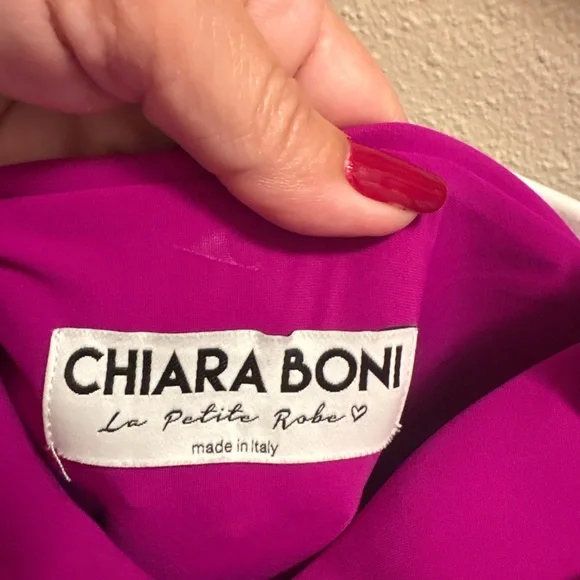 CHIARA BONI
La Petite Robe♡
made in Italy